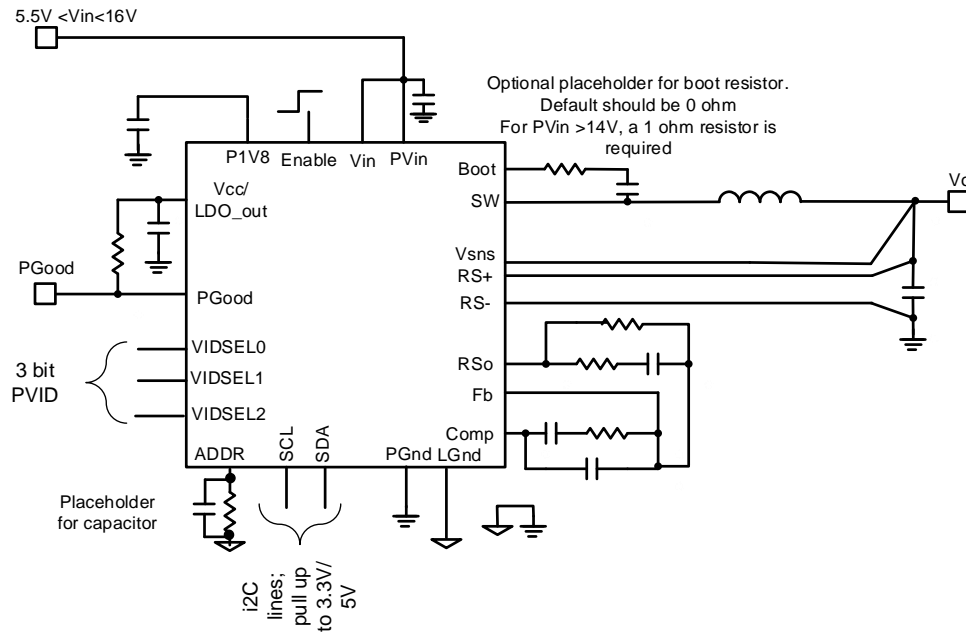 5.5V <Vin<16V
Optional placeholder for boot resistor.
Default should be 0 ohm
For PVin >14V, a 1 ohm resistor is
required
P1V8
Enable
Vin
PVin
Boot
SW
Vcc/
LDO_out
Vsns
RS+
RS-
PGood
PGood
VIDSEL0
VIDSEL1
VIDSEL2
3 bit
PVID
RSo
Fb
Comp
ADDR
SCL
SDA
PGnd
LGnd
Placeholder
for capacitor
i2C
lines;
pull up
to 3.3V/
5V